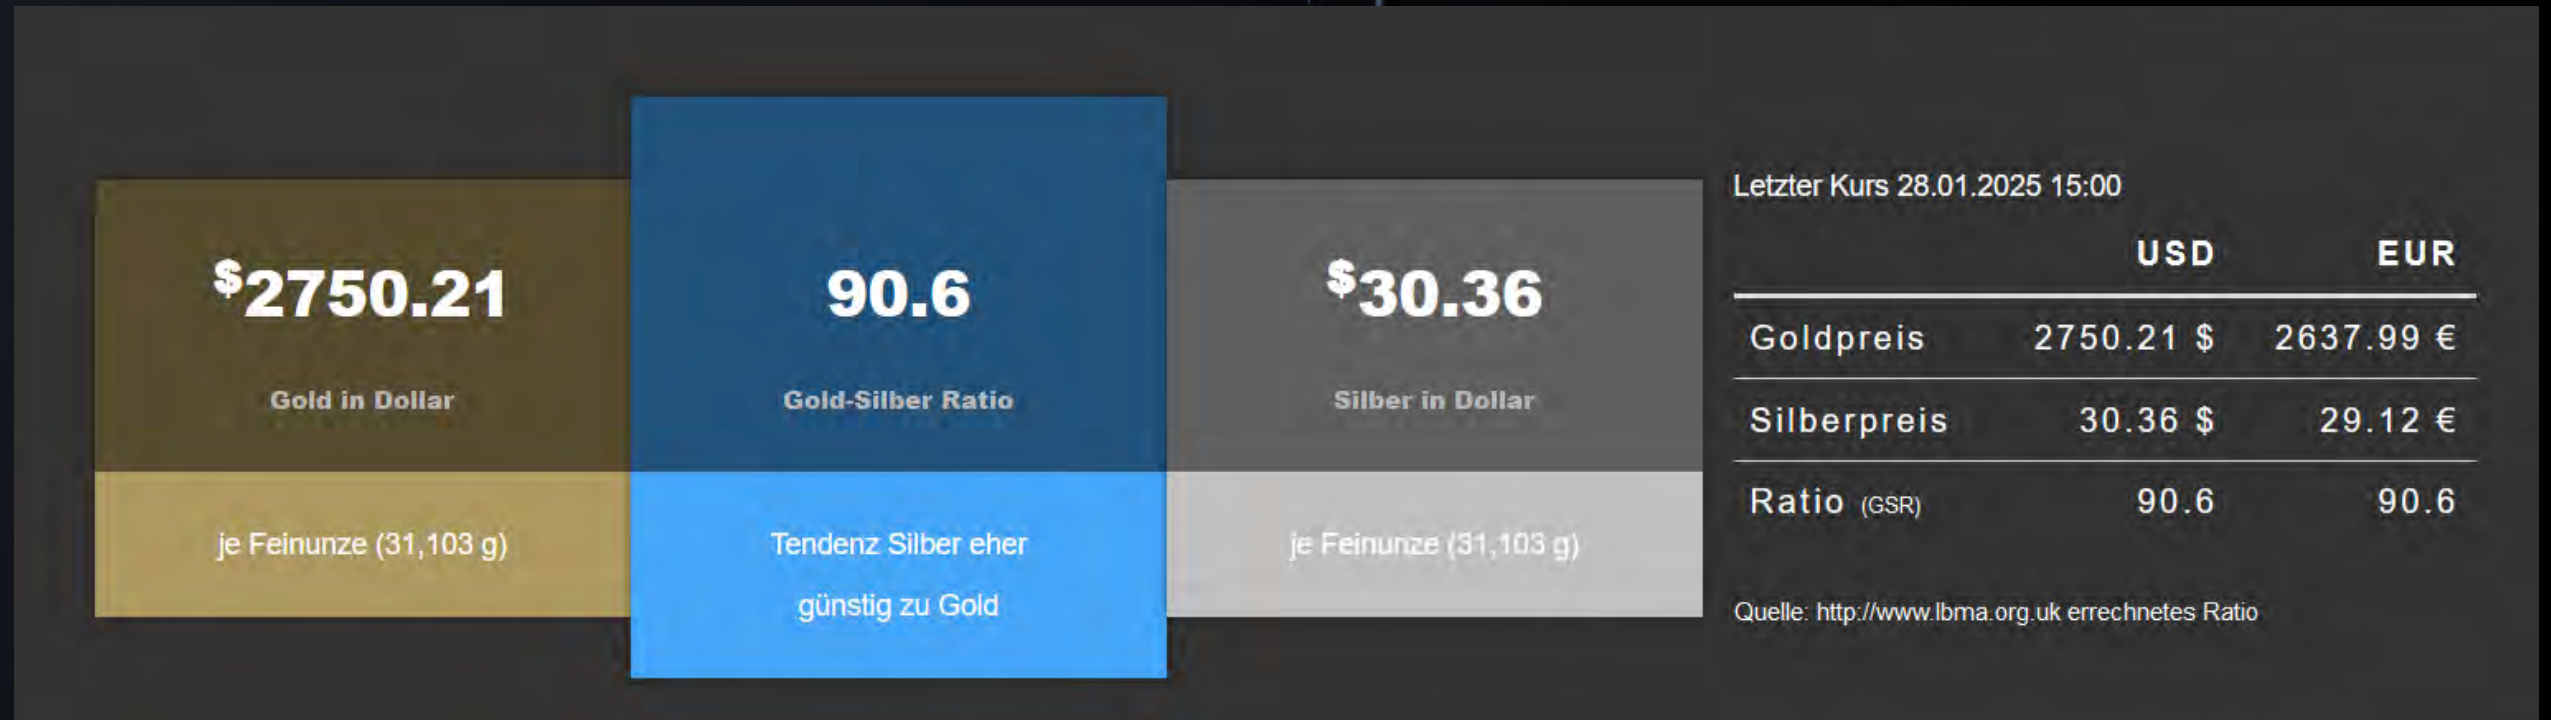 $2750.21
Gold in Dollar
je Feinunze (31,103 g)
90.6
Gold-Silber Ratio
Tendenz Silber eher
günstig zu Gold
$30.36
Silber in Dollar
je Feinunze (31,103 g)
Letzter Kurs 28.01.2025 15:00
USD EUR
Goldpreis 2750.21 $ 2637.99 €
Silberpreis 30.36 $ 29.12 €
Ratio (GSR) 90.6 90.6
Quelle: http://www.lbma.org.uk errechnetes Ratio